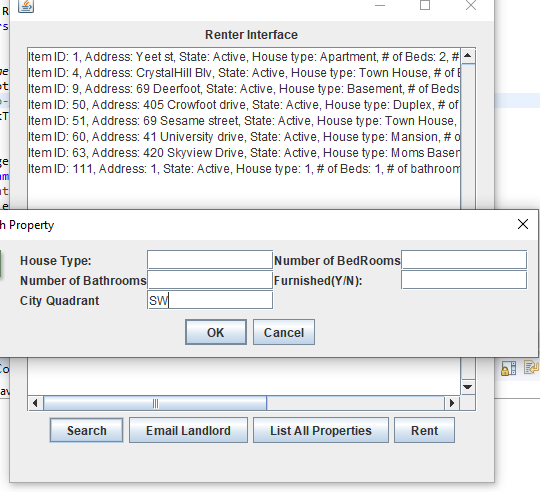 Renter Interface
Item ID: 1, Address: Yeet st, State: Active, House type: Apartment, # of Beds: 2, #
Item ID: 4, Address: CrystalHill Blv, State: Active, House type: Town House, # of
Item ID: 9, Address: 69 Deerfoot, State: Active, House type: Basement, # of Beds
Item ID: 50, Address: 405 Crowfoot drive, State: Active, House type: Duplex, # of
Item ID: 51, Address: 69 Sesame street, State: Active, House type: Town House,
Item ID: 60, Address: 41 University drive, State: Active, House type: Mansion, # o
Item ID: 63, Address: 420 Skyview Drive, State: Active, House type: Moms Basen
Item ID: 111, Address: 1, State: Active, House type: 1, # of Beds: 1, # of bathroom
h Property
House Type: Number of BedRooms
Number of Bathrooms Furnished(Y/N):
City Quadrant SW
OK Cancel
Search Email Landlord List All Properties Rent